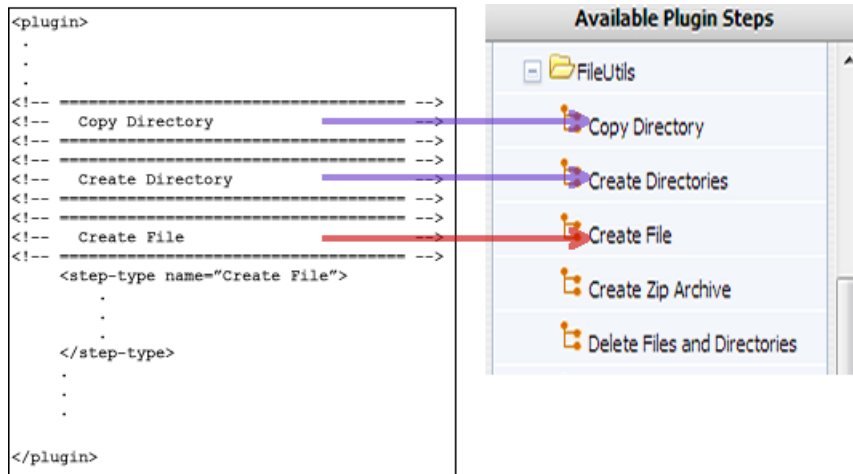 <plugin>
.
.
.
<!-- ==================================== -->
<!-- Copy Directory -->
<!-- ==================================== -->
<!-- ==================================== -->
<!-- Create Directory -->
<!-- ==================================== -->
<!-- ==================================== -->
<!-- Create File -->
<!-- ==================================== -->
<step-type name=”Create File”>
.
.
.
</step-type>
.
.
.
</plugin>
Available Plugin Steps
FileUtils
Copy Directory
Create Directories
Create File
Create Zip Archive
Delete Files and Directories